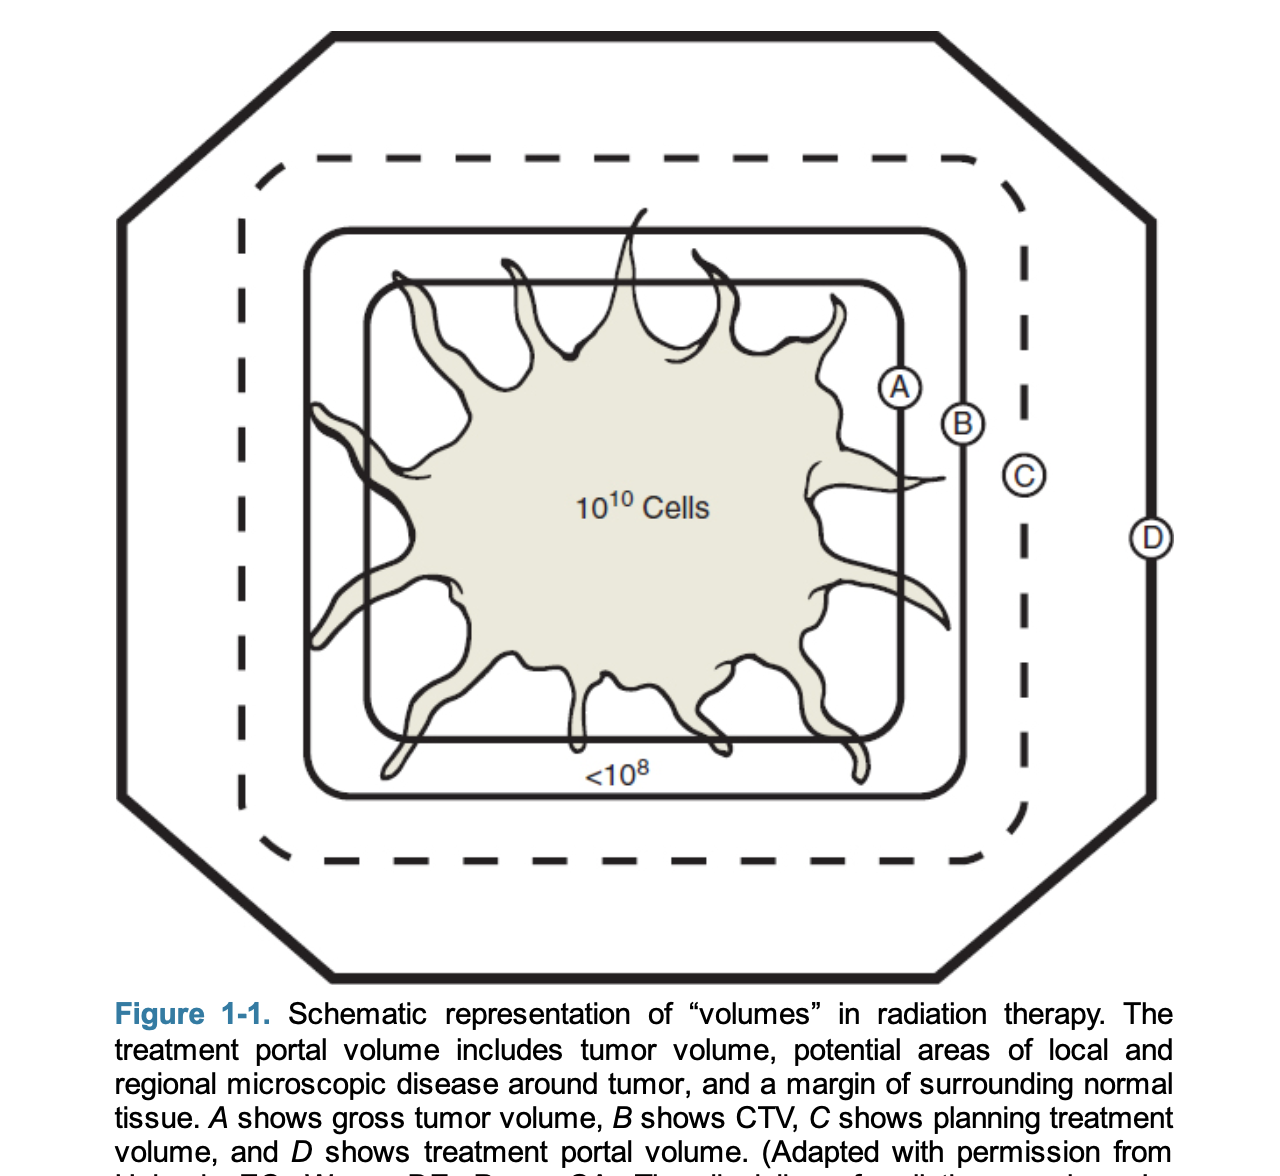 A
B
C
10¹⁰ Cells
D
<10⁸
Figure 1-1. Schematic representation of “volumes” in radiation therapy. The
treatment portal volume includes tumor volume, potential areas of local and
regional microscopic disease around tumor, and a margin of surrounding normal
tissue. A shows gross tumor volume, B shows CTV, C shows planning treatment
volume, and D shows treatment portal volume. (Adapted with permission from